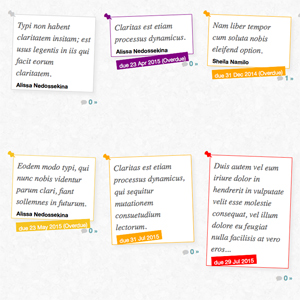 Typi non habent
claritatem insitam; est
usus legentis in iis qui
facit eorum
claritatem.
Alissa Nedossekina
0 »
Claritas est etiam
processus dynamicus.
Alissa Nedossekina
due 23 Apr 2015 (Overdue)
0 »
Nam liber tempor
cum soluta nobis
eleifend option.
Sheila Namilo
due 31 Dec 2014 (Overdue)
1 »
Eodem modo typi, qui
nunc nobis videntur
parum clari, fiant
sollemnes in futurum.
Alissa Nedossekina
due 23 May 2015 (Overdue)
0 »
Claritas est etiam
processus dynamicus,
qui sequitur
mutationem
consuetudium
lectorum.
due 31 Jul 2015
0 »
Duis autem vel eum
iriure dolor in
hendrerit in vulputate
velit esse molestie
consequat, vel illum
dolore eu feugiat
nulla facilisis at vero
eros...
due 29 Jul 2015
0 »